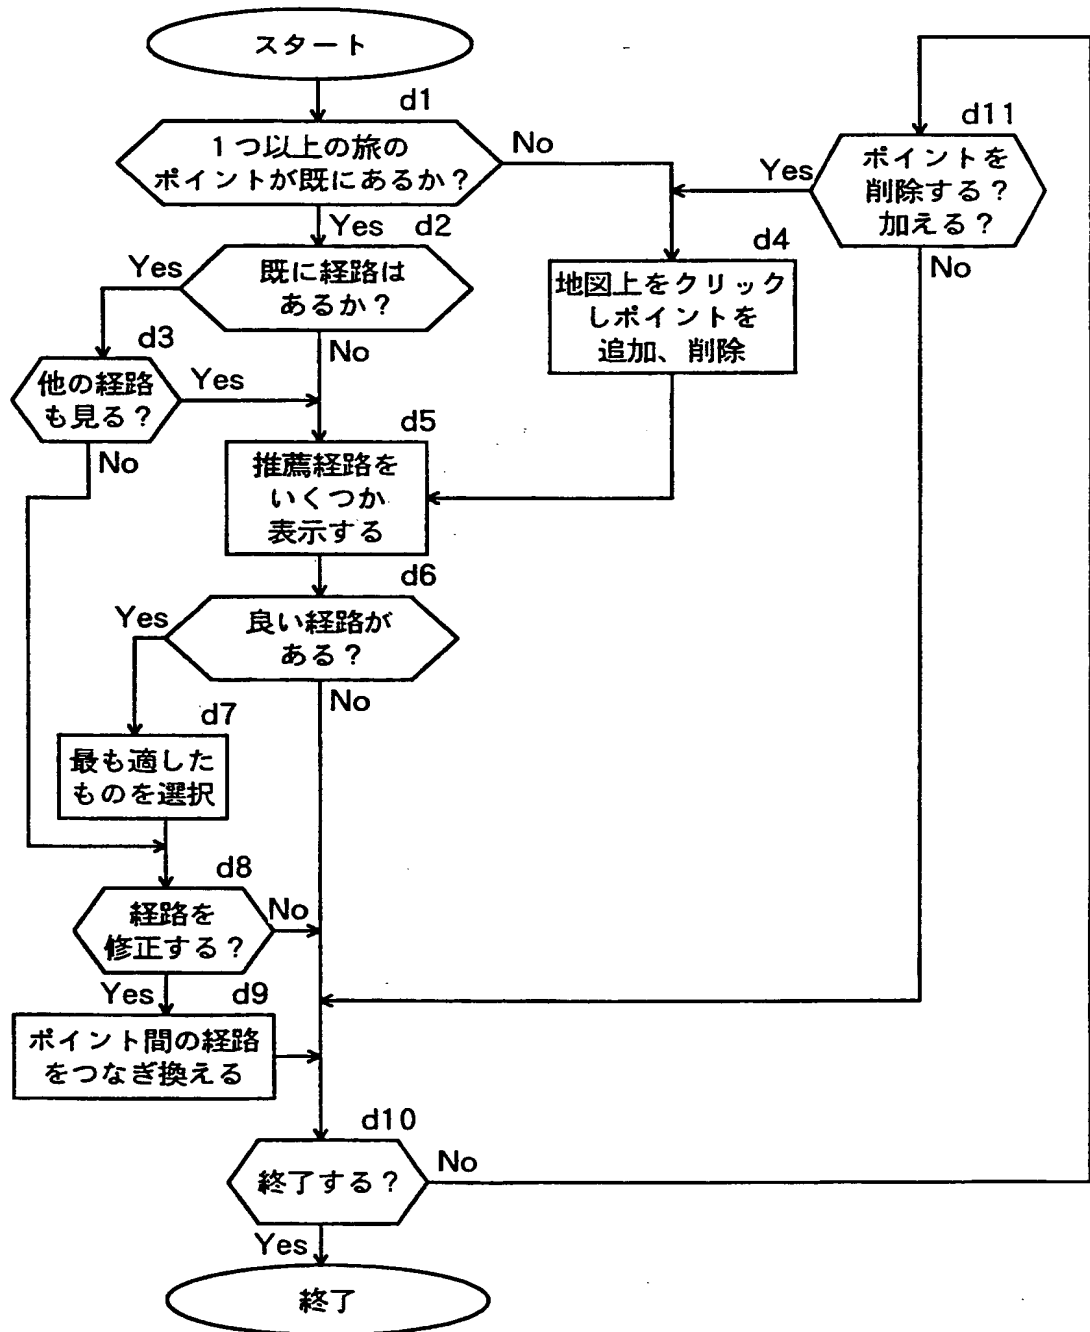 スタート
d1
1つ以上の旅の
ポイントが既にあるか?
No
Yes
d2
既に経路は
あるか?
Yes
No
d3
他の経路
も見る?
Yes
No
d11
ポイントを
削除する?
加える?
Yes
No
d4
地図上をクリック
しポイントを
追加、削除
d5
推薦経路を
いくつか
表示する
d6
良い経路が
ある?
Yes
No
d7
最も適した
ものを選択
d8
経路を
修正する?
No
Yes
d9
ポイント間の経路
をつなぎ換える
d10
終了する?
No
Yes
終了